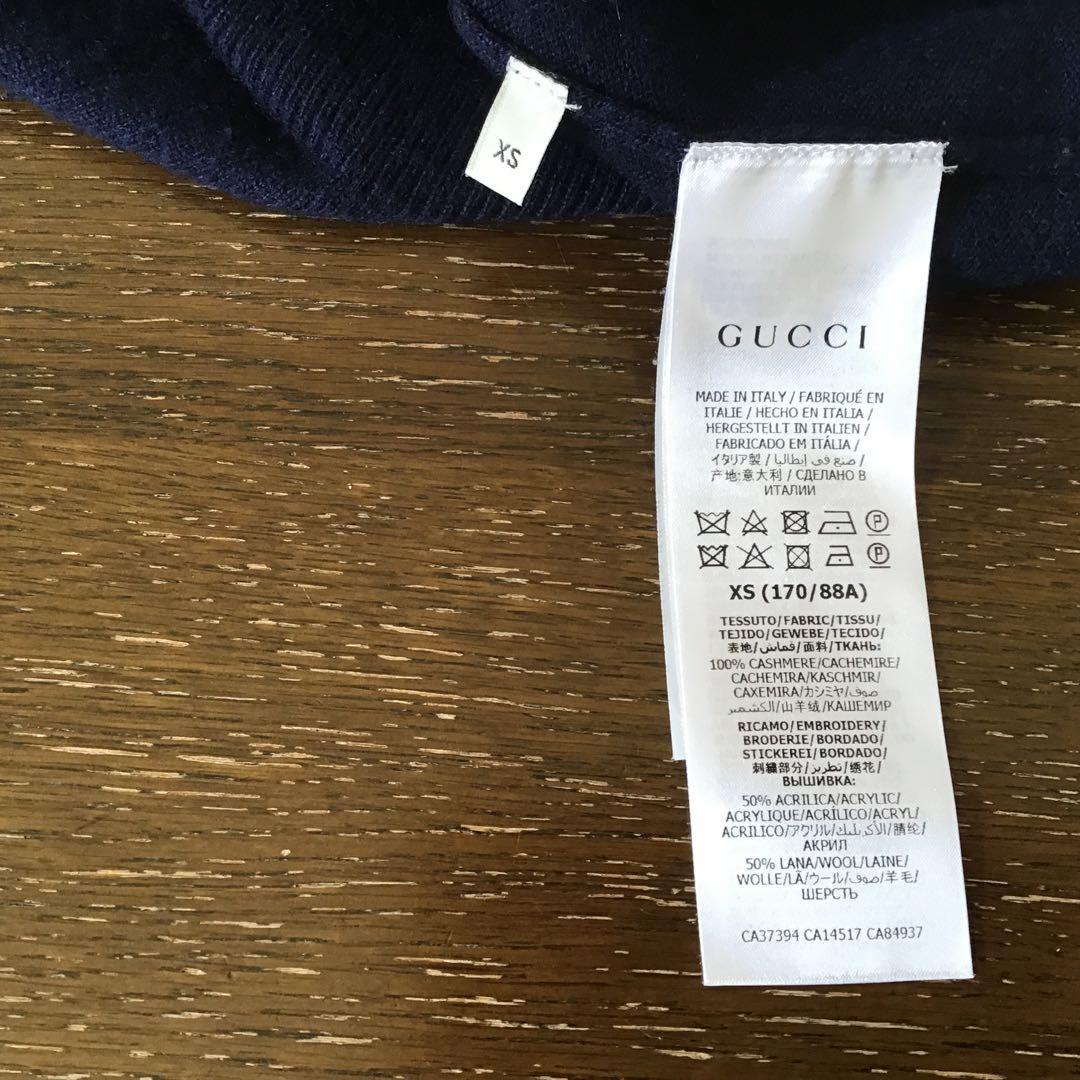 XS
GUCCI
MADE IN ITALY / FABRIQUÉ EN
ITALIE / HECHO EN ITALIA /
HERGESTELLT IN ITALIEN /
FABRICADO EM ITÁLIA /
イタリア製 / صنع في إيطاليا /
产地:意大利 / СДЕЛАНО В
ИТАЛИИ
P
P
XS (170/88A)
TESSUTO/FABRIC/TISSU/
TEJIDO/GEWEBE/TECIDO/
表地/قماش/面料/ТКАНЬ:
100% CASHMERE/CACHEMIRE/
CACHEMIRA/KASCHMIR/
CAXEMIRA/カシミヤ/صوف
الكشمير/山羊绒/КАШЕМИР
RICAMO/EMBROIDERY/
BRODERIE/BORDADO/
STICKEREI/BORDADO/
刺繍部分/تطريز/绣花/
ВЫШИВКА:
50% ACRILICA/ACRYLIC/
ACRYLIQUE/ACRÍLICO/ACRYL/
ACRILICO/アクリル/الأكريليك/腈纶/
АКРИЛ
50% LANA/WOOL/LAINE/
WOLLE/LÃ/ウール/صوف/羊毛/
ШЕРСТЬ
CA37394 CA14517 CA84937